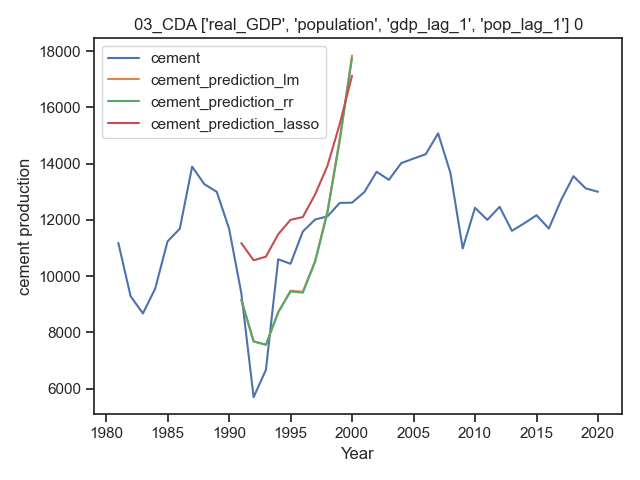 03_CDA ['real_GDP', 'population', 'gdp_lag_1', 'pop_lag_1'] 0
18000
16000
14000
12000
10000
8000
6000
cement production
cement
cement_prediction_lm
cement_prediction_rr
cement_prediction_lasso
1980 1985 1990 1995 2000 2005 2010 2015 2020
Year